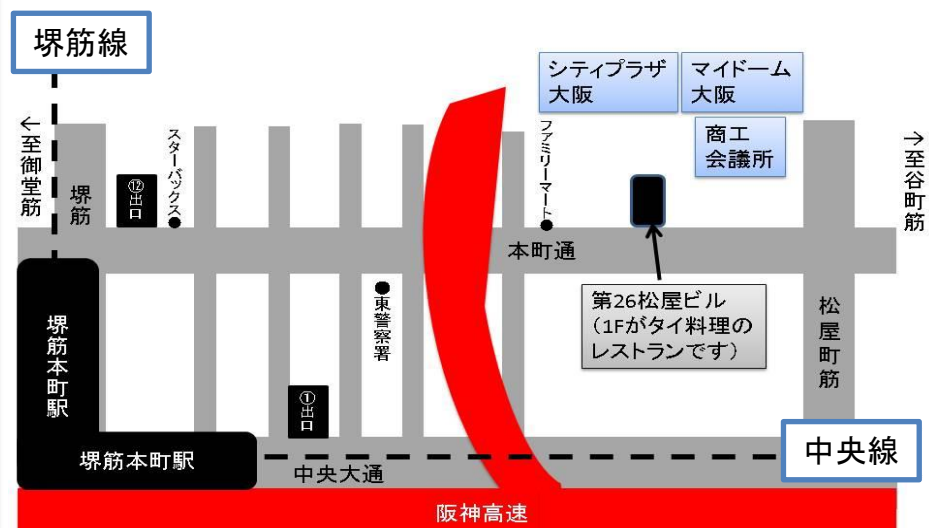 堺筋線
シティプラザ
大阪
マイドーム
大阪
商工
会議所
←至御堂筋
堺筋
⑫出口
スターバックス
ファミリーマート
→至谷町筋
本町通
第26松屋ビル
（1Fがタイ料理の
レストランです）
東警察署
松屋町筋
堺筋本町駅
①出口
堺筋本町駅
中央大通
中央線
阪神高速